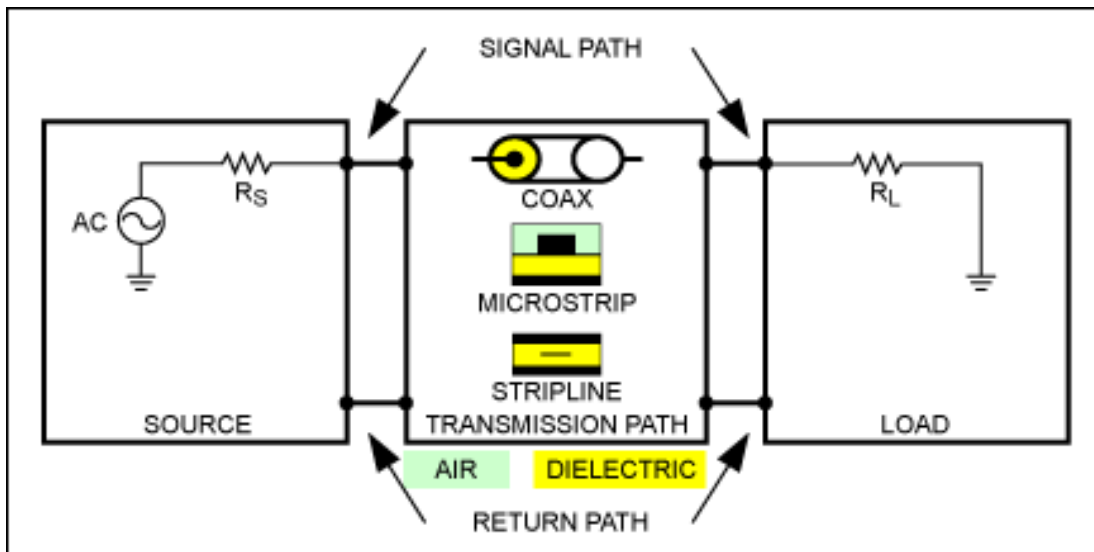 SIGNAL PATH
AC
RS
COAX
MICROSTRIP
STRIPLINE
RL
SOURCE
TRANSMISSION PATH
LOAD
AIR
DIELECTRIC
RETURN PATH